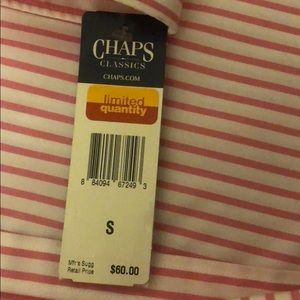 CHAPS
CLASSICS
CHAPS.COM
limited
quantity
8 84094 67249 3
S
Mfr's Sugg
Retail Price $60.00